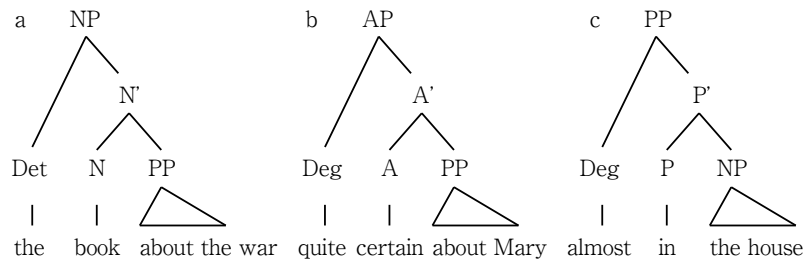 a NP b AP c PP
N' A' P'
Det N PP Deg A PP Deg P NP
the book about the war quite certain about Mary almost in the house